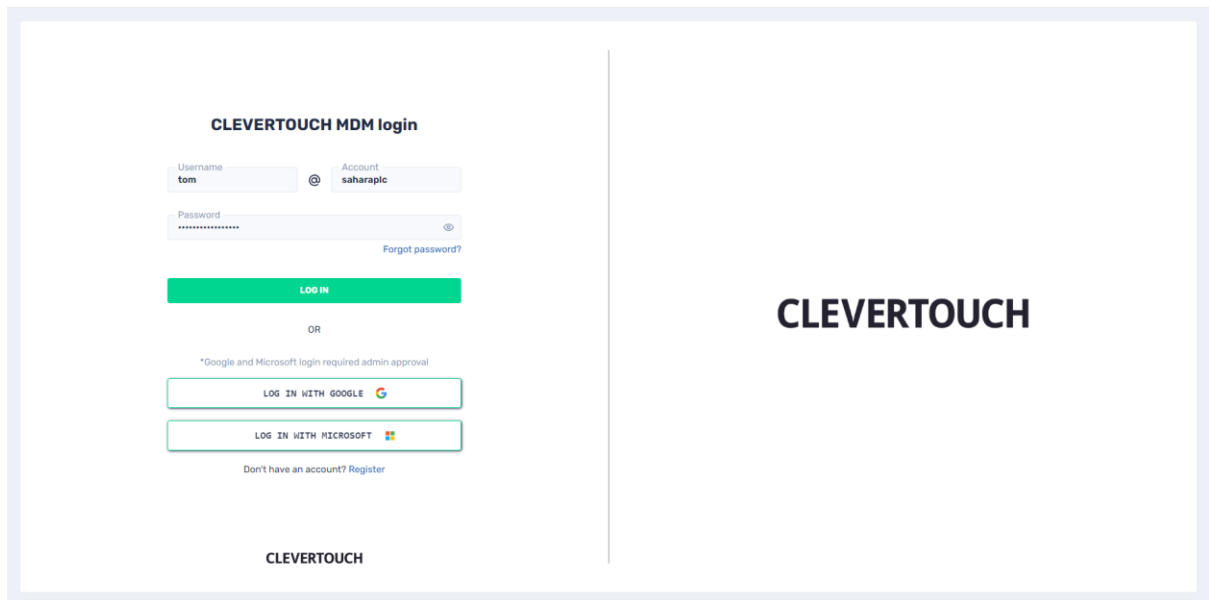 CLEVERTOUCH MDM login
Username
tom
@
Account
saharaplc
Password
••••••••••••••••
Forgot password?
LOG IN
OR
*Google and Microsoft login required admin approval
LOG IN WITH GOOGLE
LOG IN WITH MICROSOFT
Don't have an account? Register
CLEVERTOUCH
CLEVERTOUCH